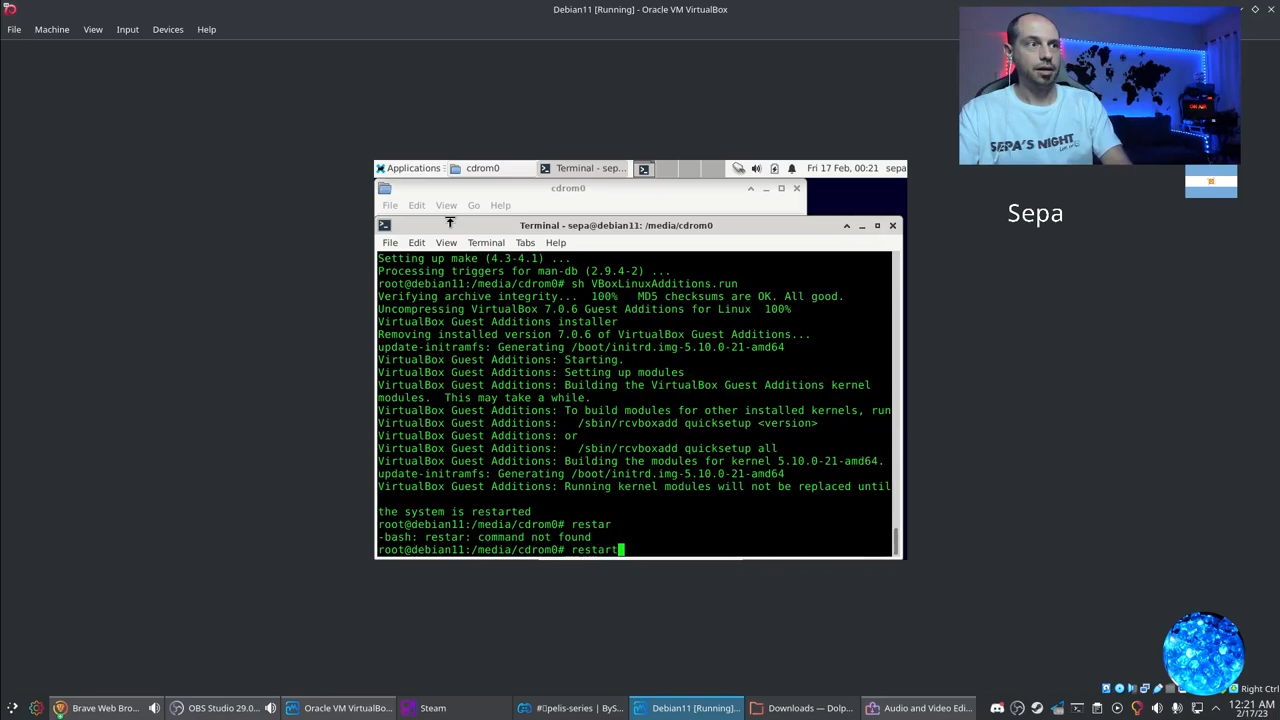 Debian11 [Running] - Oracle VM VirtualBox
File Machine View Input Devices Help
SEPA'S NIGHT
ON AIR
Sepa
Applications cdrom0 Terminal - sep... Fri 17 Feb, 00:21 sepa
cdrom0
File Edit View Go Help
Terminal - sepa@debian11: /media/cdrom0
File Edit View Terminal Tabs Help
Setting up make (4.3-4.1) ...
Processing triggers for man-db (2.9.4-2) ...
root@debian11:/media/cdrom0# sh VBoxLinuxAdditions.run
Verifying archive integrity... 100% MD5 checksums are OK. All good.
Uncompressing VirtualBox 7.0.6 Guest Additions for Linux 100%
VirtualBox Guest Additions installer
Removing installed version 7.0.6 of VirtualBox Guest Additions...
update-initramfs: Generating /boot/initrd.img-5.10.0-21-amd64
VirtualBox Guest Additions: Starting.
VirtualBox Guest Additions: Setting up modules
VirtualBox Guest Additions: Building the VirtualBox Guest Additions kernel
modules. This may take a while.
VirtualBox Guest Additions: To build modules for other installed kernels, run
VirtualBox Guest Additions: /sbin/rcvboxadd quicksetup <version>
VirtualBox Guest Additions: or
VirtualBox Guest Additions: /sbin/rcvboxadd quicksetup all
VirtualBox Guest Additions: Building the modules for kernel 5.10.0-21-amd64.
update-initramfs: Generating /boot/initrd.img-5.10.0-21-amd64
VirtualBox Guest Additions: Running kernel modules will not be replaced until
the system is restarted
root@debian11:/media/cdrom0# restar
-bash: restar: command not found
root@debian11:/media/cdrom0# restart
Right Ctrl
Brave Web Bro... OBS Studio 29.0... Oracle VM VirtualBo... Steam pelis-series | ByS... Debian11 [Running]... Downloads — Dolp... Audio and Video Edi... 12:21 AM
2/17/23